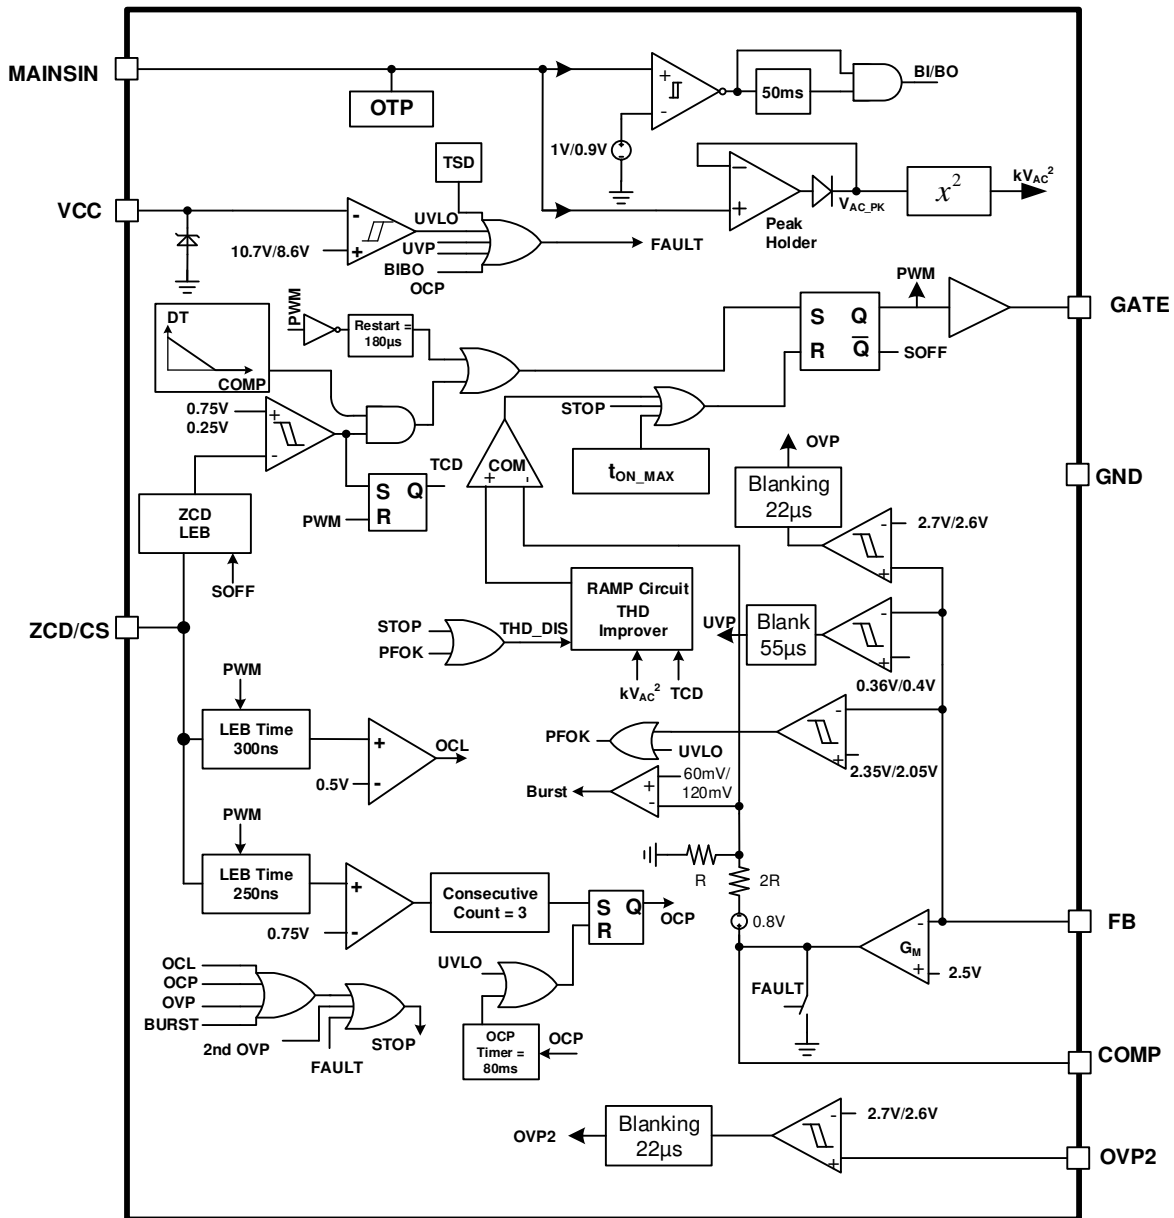 MAINSIN
OTP
1V/0.9V
+
-
50ms
BI/BO
TSD
VCC
10.7V/8.6V
-
+
UVLO
UVP
BIBO
OCP
FAULT
−
+
Peak
Holder
V_AC_PK
x²
kV_AC²
DT
COMP
PWM
Restart =
180µs
S Q
R Q̅
PWM
SOFF
GATE
0.75V
0.25V
+
-
STOP
t_ON_MAX
COM
+
-
S Q
R
TCD
PWM
ZCD
LEB
SOFF
OVP
Blanking
22µs
2.7V/2.6V
-
+
GND
ZCD/CS
STOP
PFOK
THD_DIS
RAMP Circuit
THD
Improver
kV_AC²
TCD
UVP
Blank
55µs
-
+
0.36V/0.4V
PWM
LEB Time
300ns
+
-
0.5V
OCL
PFOK
UVLO
-
+
2.35V/2.05V
Burst
+
-
60mV/
120mV
R
2R
0.8V
PWM
LEB Time
250ns
+
-
0.75V
Consecutive
Count = 3
S Q
R
OCP
G_M
-
+
2.5V
FB
OCL
OCP
OVP
BURST
2nd OVP
FAULT
STOP
UVLO
OCP
Timer =
80ms
OCP
FAULT
COMP
OVP2
Blanking
22µs
-
+
2.7V/2.6V
OVP2